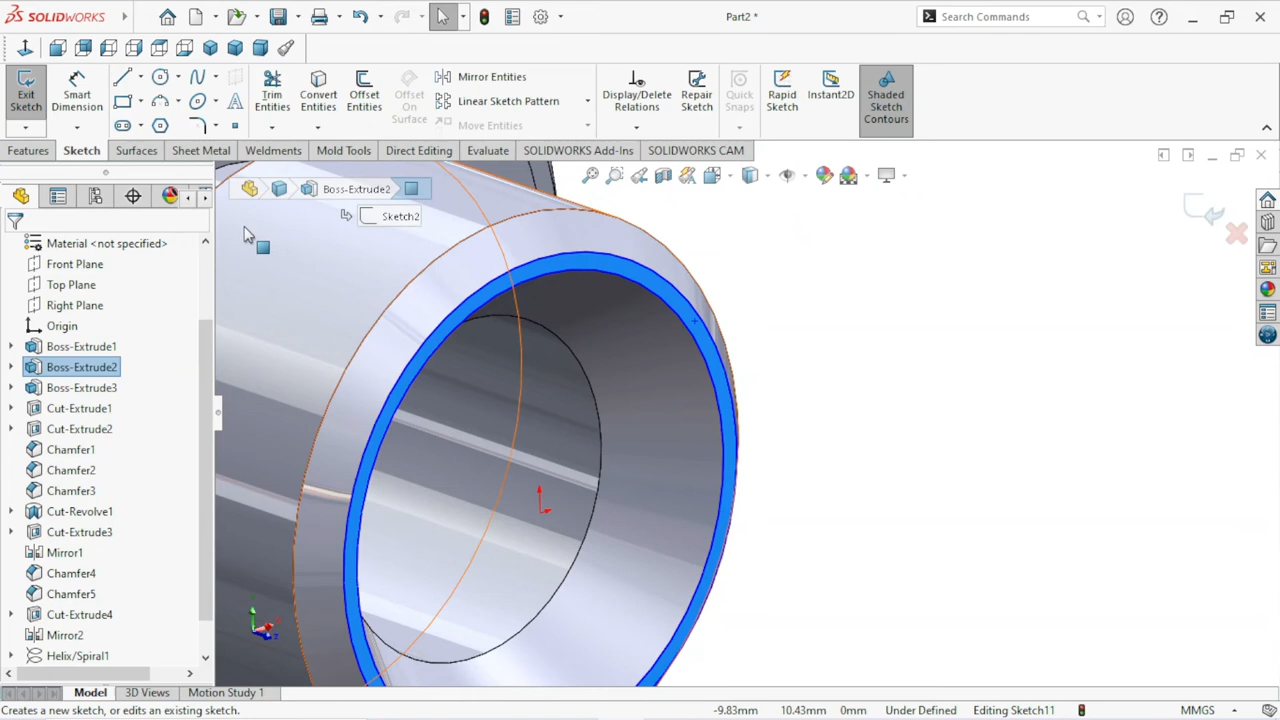 SOLIDWORKS
Part2 *
Search Commands
Exit Sketch
Smart Dimension
Trim Entities
Convert Entities
Offset Entities
Offset On Surface
Mirror Entities
Linear Sketch Pattern
Move Entities
Display/Delete Relations
Repair Sketch
Quick Snaps
Rapid Sketch
Instant2D
Shaded Sketch Contours
Features
Sketch
Surfaces
Sheet Metal
Weldments
Mold Tools
Direct Editing
Evaluate
SOLIDWORKS Add-Ins
SOLIDWORKS CAM
Boss-Extrude2
Sketch2
Material <not specified>
Front Plane
Top Plane
Right Plane
Origin
Boss-Extrude1
Boss-Extrude2
Boss-Extrude3
Cut-Extrude1
Cut-Extrude2
Chamfer1
Chamfer2
Chamfer3
Cut-Revolve1
Cut-Extrude3
Mirror1
Chamfer4
Chamfer5
Cut-Extrude4
Mirror2
Helix/Spiral1
Model
3D Views
Motion Study 1
Creates a new sketch, or edits an existing sketch.
-9.83mm
10.43mm
0mm
Under Defined
Editing Sketch11
MMGS